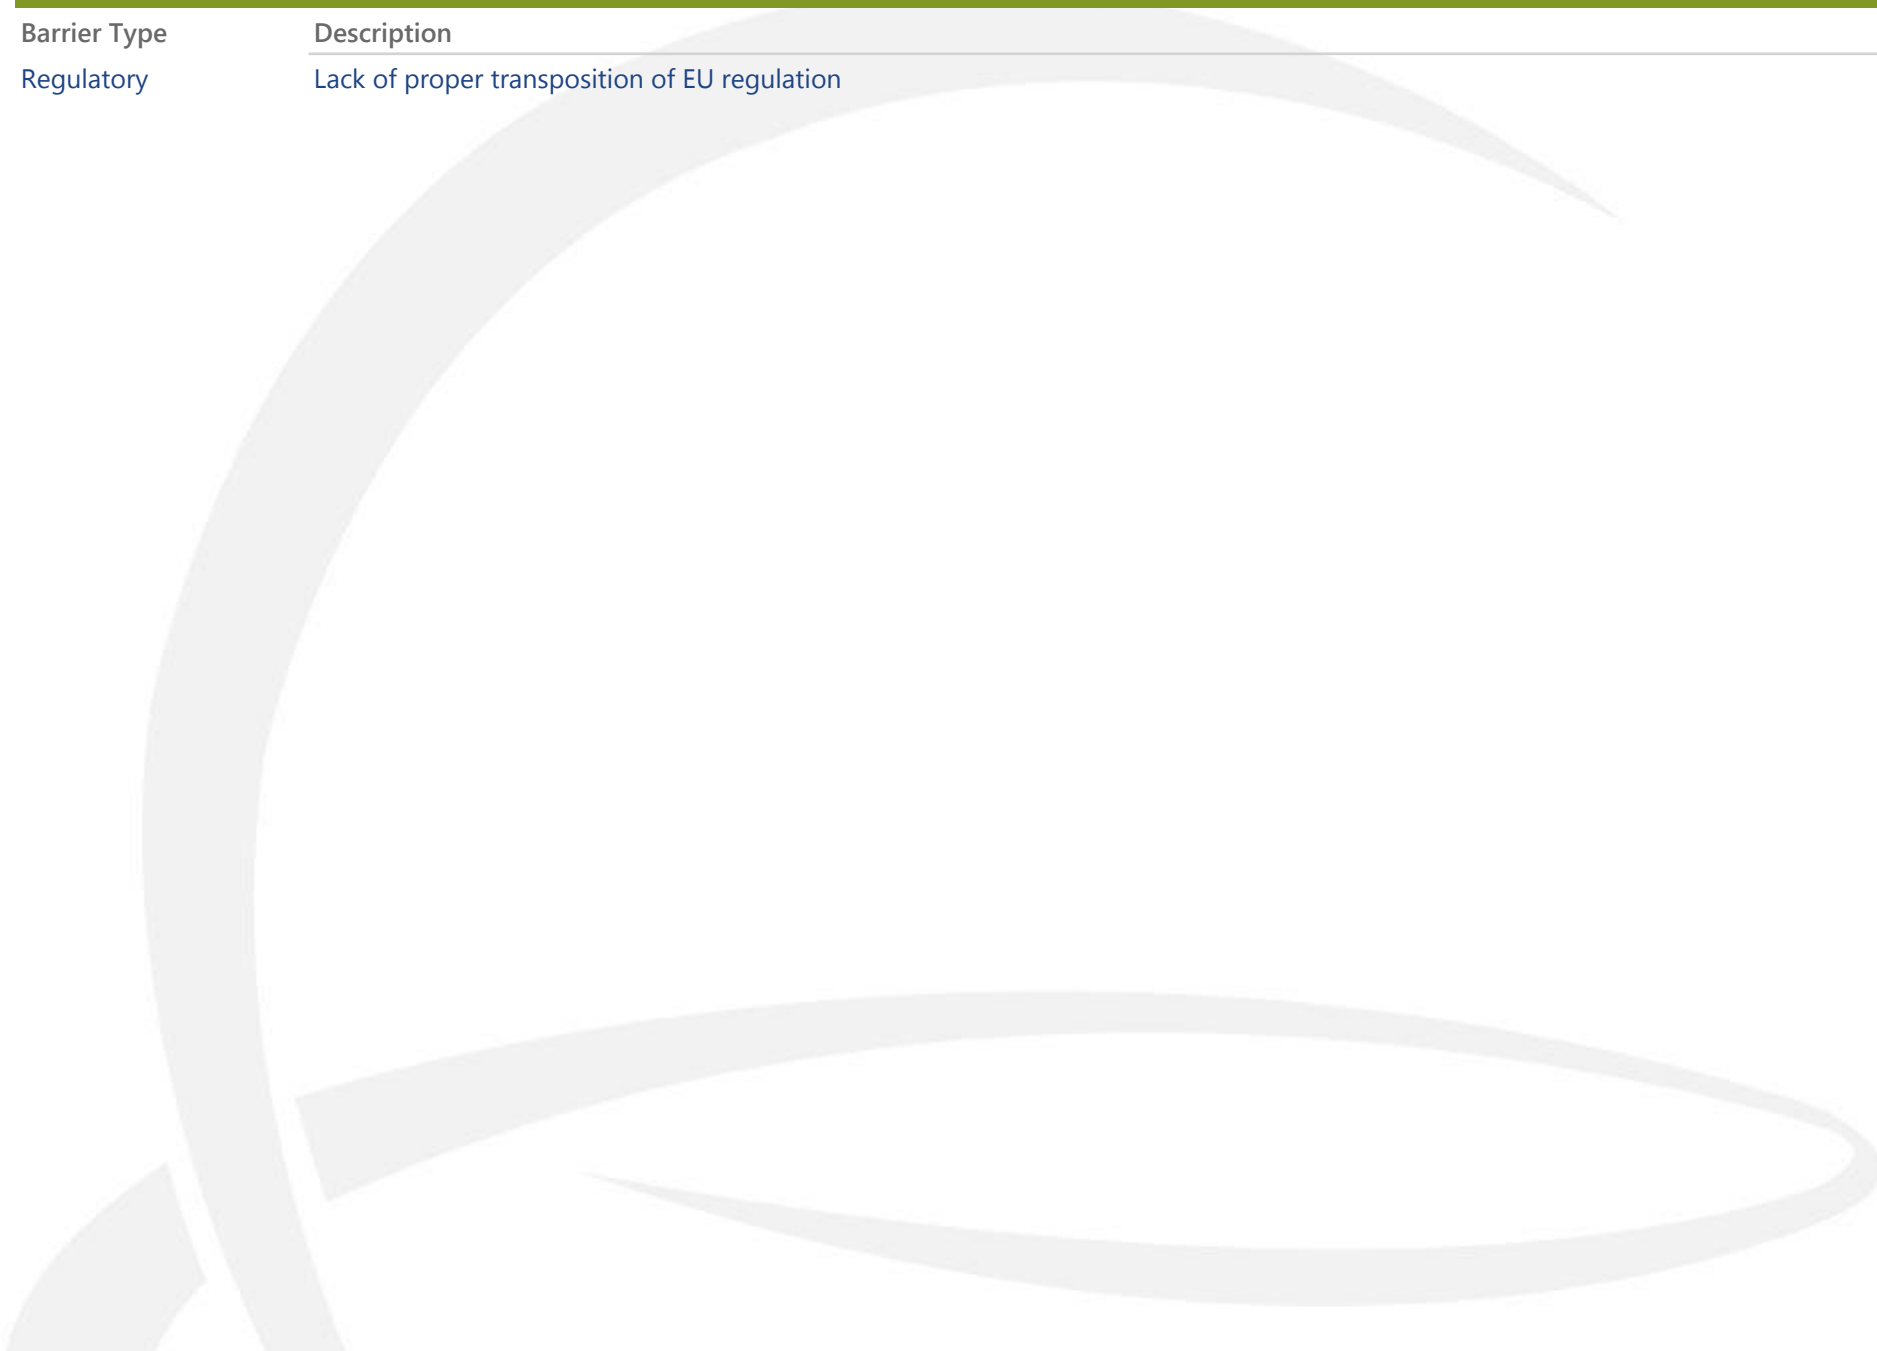 Barrier Type Description
Regulatory Lack of proper transposition of EU regulation